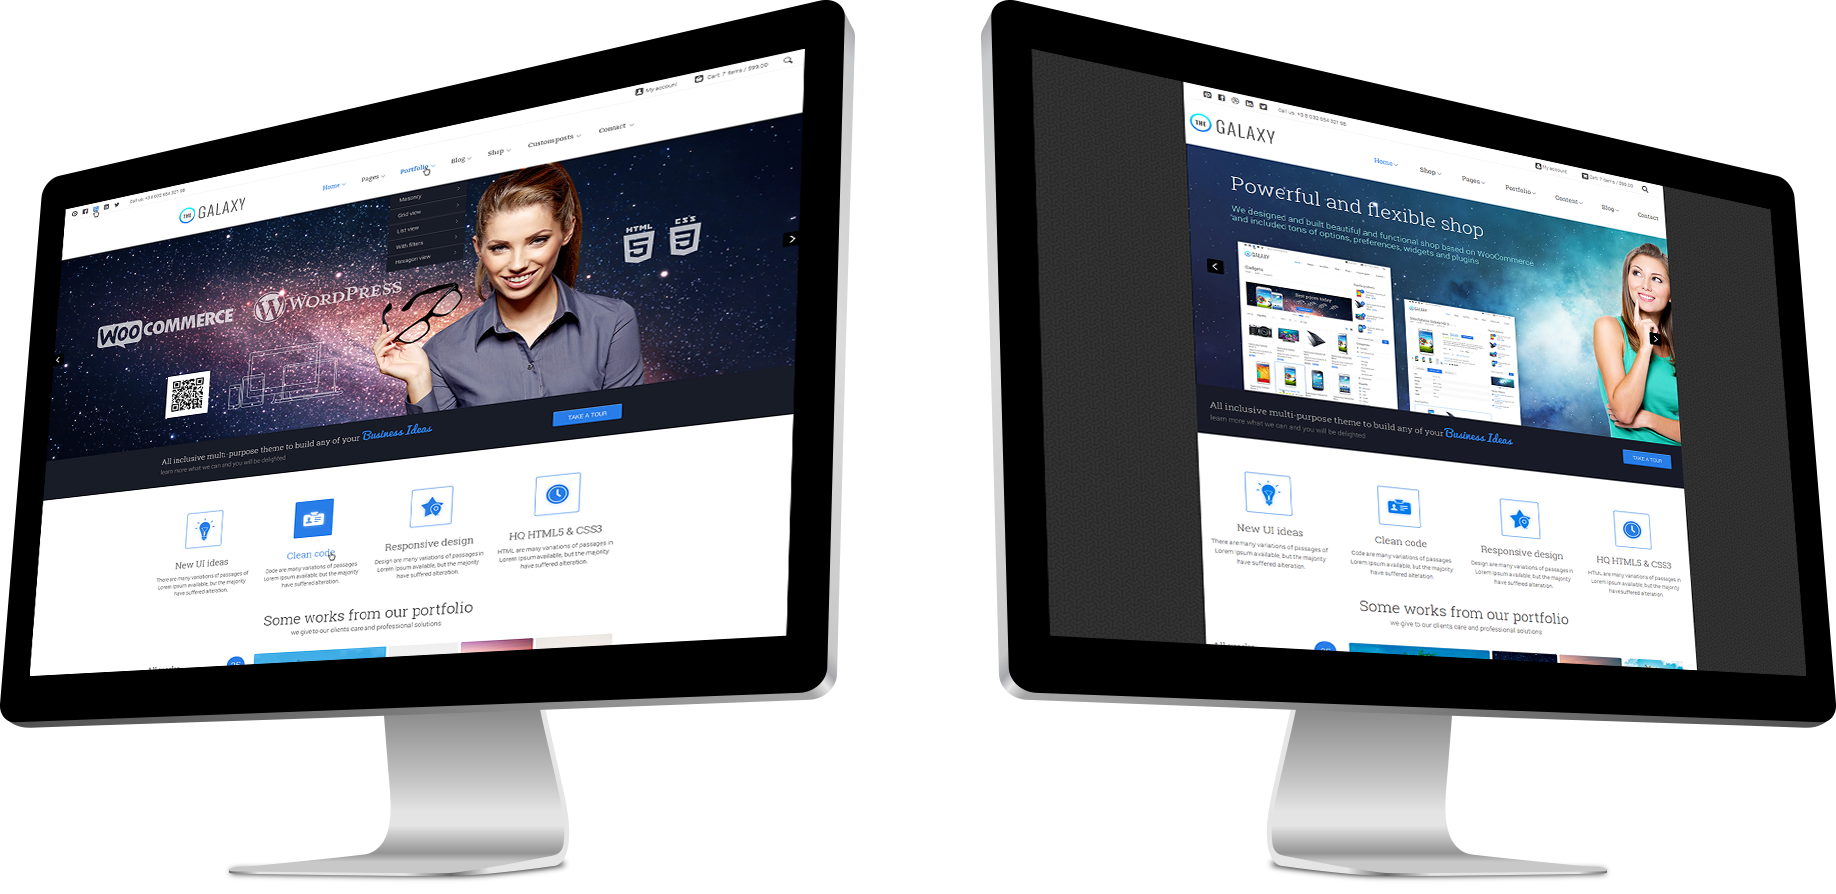 My account
Cart: 7 items / $99.00
Call us: +3 8 032 654 321 98
THE GALAXY
Home
Pages
Portfolio
Blog
Shop
Custom posts
Contact
Masonry
Grid view
List view
With filters
Hexagon view
HTML
5
CSS
3
WOO COMMERCE
WORDPRESS
All inclusive multi-purpose theme to build any of your Business Ideas
learn more what we can and you will be delighted
TAKE A TOUR
New UI ideas
There are many variations of passages of
Lorem Ipsum available, but the majority
have suffered alteration.
Clean code
Code are many variations of passages
Lorem Ipsum available, but the majority
have suffered alteration.
Responsive design
Design are many variations of passages in
Lorem Ipsum available, but the majority
have suffered alteration.
HQ HTML5 & CSS3
HTML are many variations of passages in
Lorem Ipsum available, but the majority
have suffered alteration.
Some works from our portfolio
we give to our clients care and professional solutions
Call us: +3 8 032 654 321 98
THE GALAXY
My account
Cart: 7 items / $99.00
Home
Shop
Pages
Portfolio
Content
Blog
Contact
Powerful and flexible shop
We designed and built beautiful and functional shop based on WooCommerce
and included tons of options, preferences, widgets and plugins
GALAXY
GALAXY
All inclusive multi-purpose theme to build any of your Business Ideas
learn more what we can and you will be delighted
TAKE A TOUR
New UI ideas
There are many variations of passages of
Lorem Ipsum available, but the majority
have suffered alteration.
Clean code
Code are many variations of passages
Lorem Ipsum available, but the majority
have suffered alteration.
Responsive design
Design are many variations of passages in
Lorem Ipsum available, but the majority
have suffered alteration.
HQ HTML5 & CSS3
HTML are many variations of passages in
Lorem Ipsum available, but the majority
have suffered alteration.
Some works from our portfolio
we give to our clients care and professional solutions